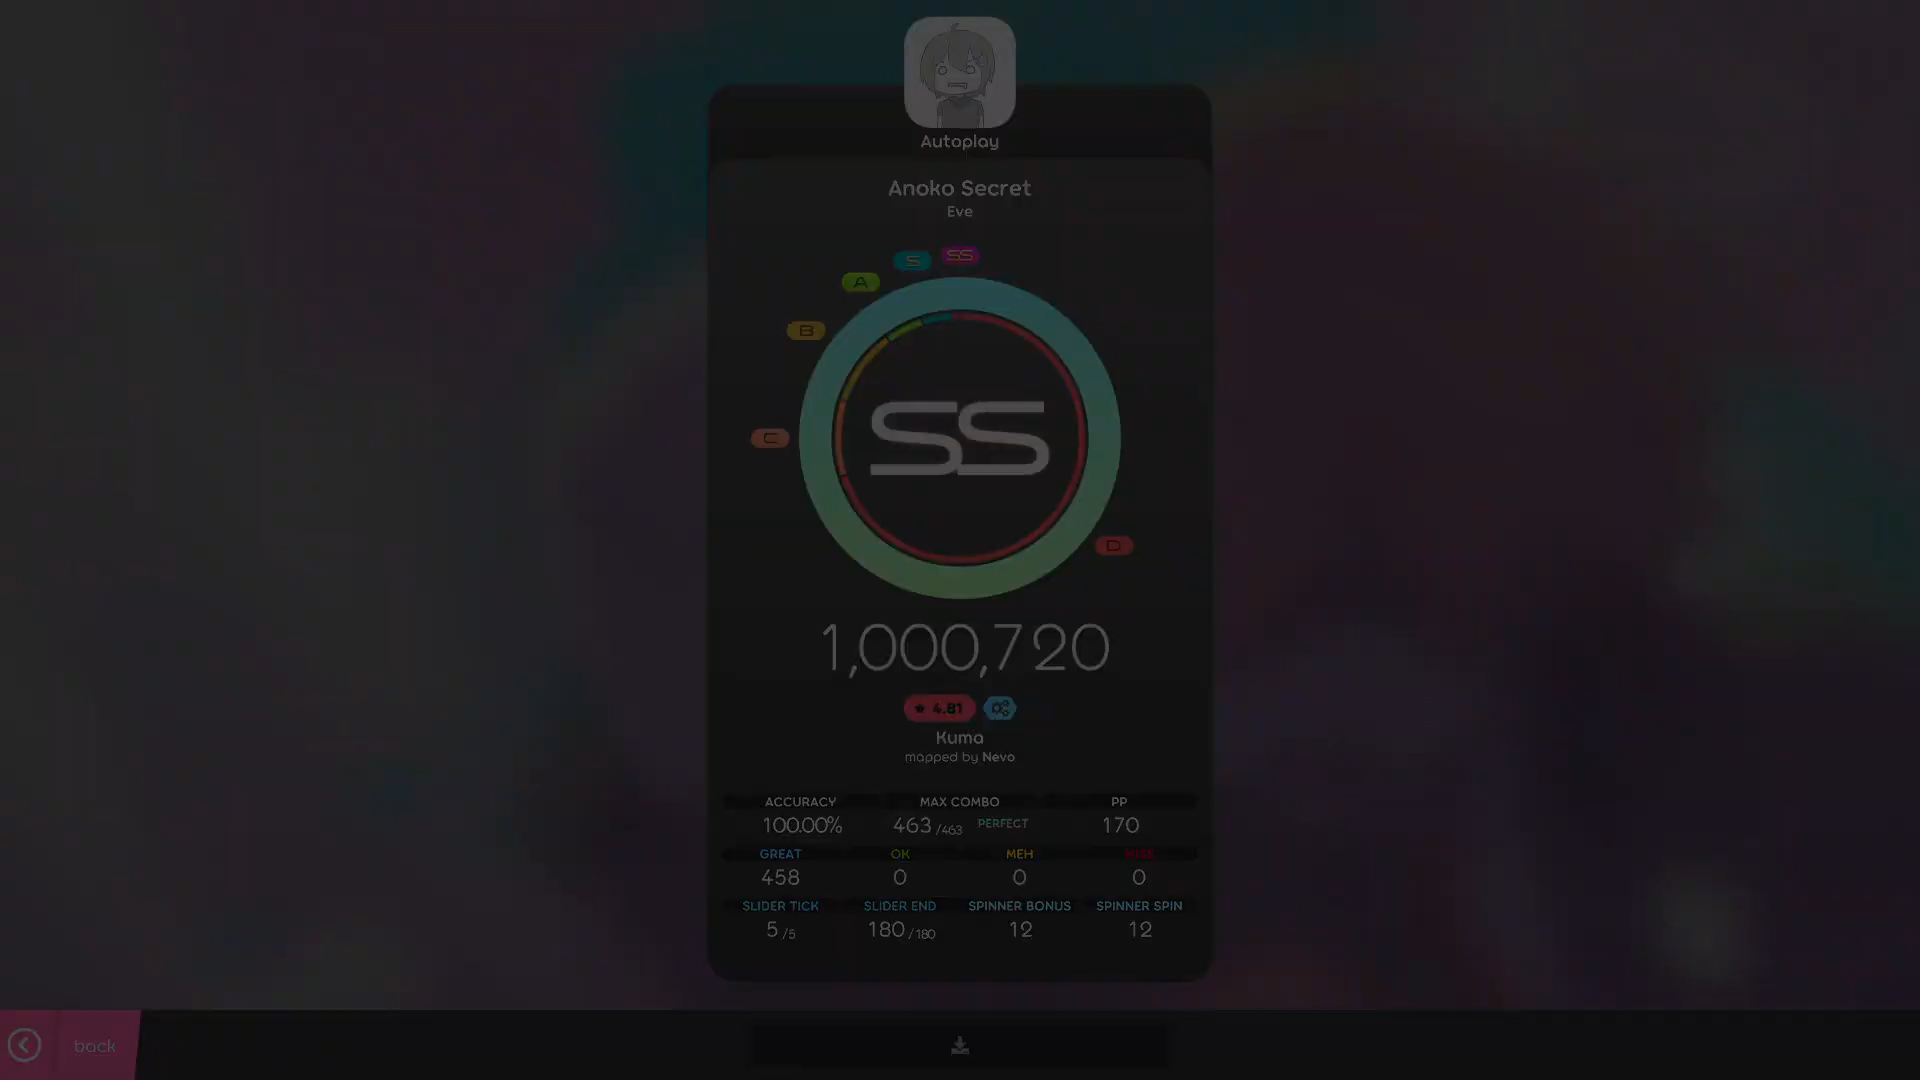 Autoplay
Anoko Secret
Eve
S SS
A
B
SS
C
D
1,000,720
4.81
Kuma
mapped by Nevo
ACCURACY MAX COMBO PP
100.00% 463 /463 PERFECT 170
GREAT OK MEH MISS
458 0 0 0
SLIDER TICK SLIDER END SPINNER BONUS SPINNER SPIN
5 /5 180 /180 12 12
back